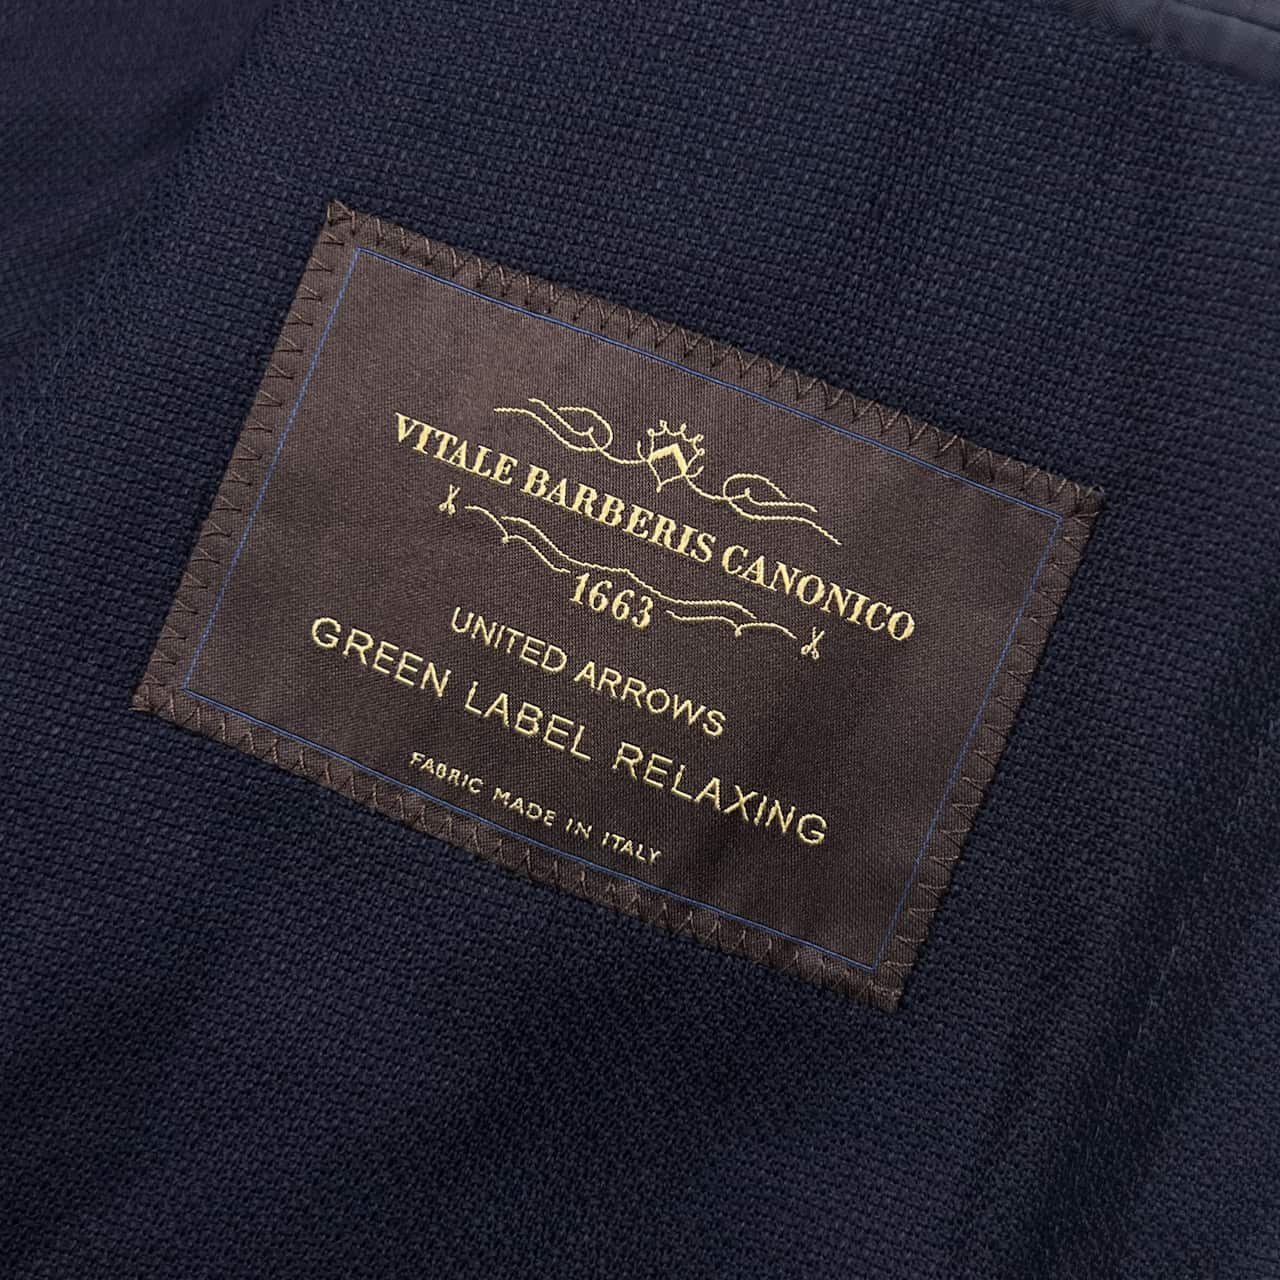 VITALE BARBERIS CANONICO
1663
UNITED ARROWS
GREEN LABEL RELAXING
FABRIC MADE IN ITALY